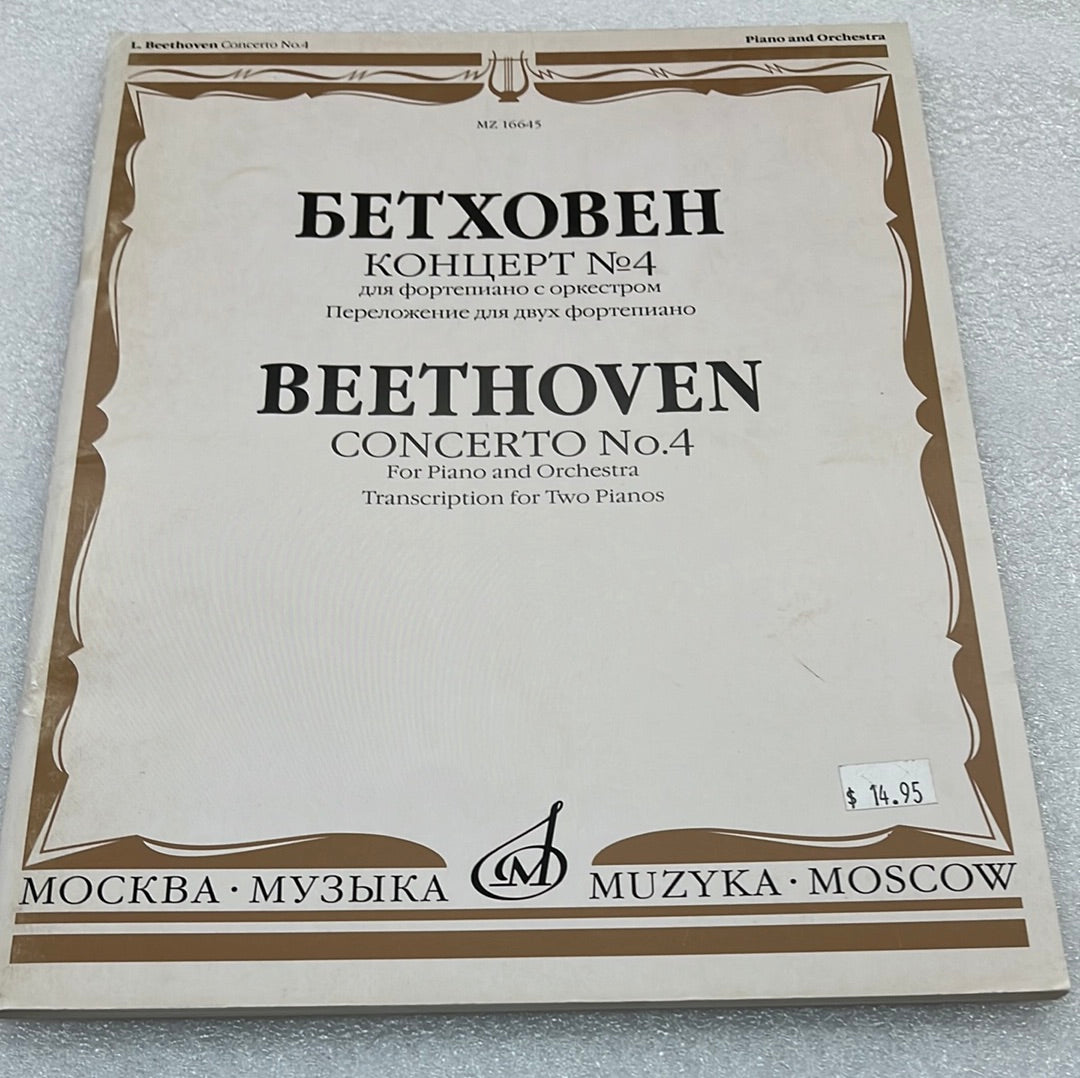 L. Beethoven Concerto No.4
Piano and Orchestra
MZ 16645
БЕТХОВЕН
КОНЦЕРТ №4
для фортепиано с оркестром
Переложение для двух фортепиано
BEETHOVEN
CONCERTO No.4
For Piano and Orchestra
Transcription for Two Pianos
$ 14.95
МОСКВА · МУЗЫКА
M
MUZYKA · MOSCOW